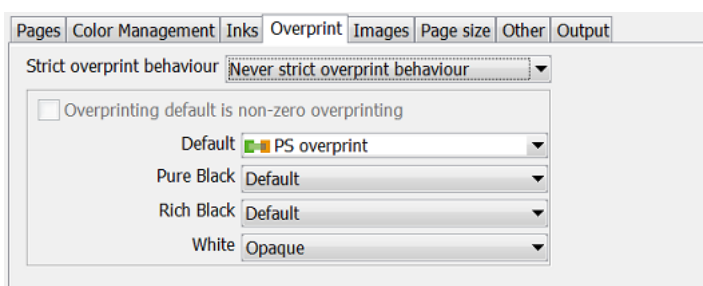 Pages Color Management Inks Overprint Images Page size Other Output
Strict overprint behaviour Never strict overprint behaviour
Overprinting default is non-zero overprinting
Default PS overprint
Pure Black Default
Rich Black Default
White Opaque